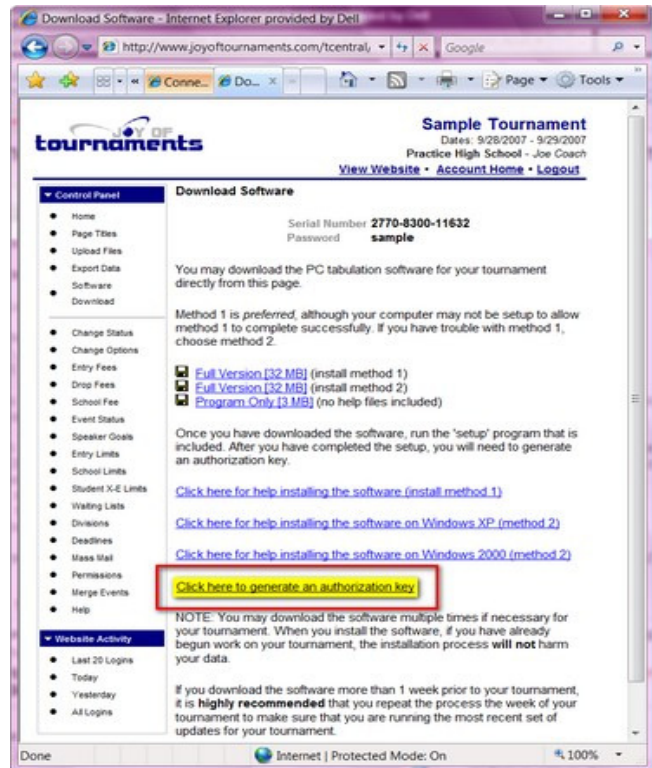 Download Software - Internet Explorer provided by Dell
http://www.joyoftournaments.com/tcentral,
Google
Conne...
Do...
Page
Tools
JOY OF
tournaments
Sample Tournament
Dates: 9/28/2007 - 9/29/2007
Practice High School - Joe Coach
View Website • Account Home • Logout
Control Panel
Home
Page Titles
Upload Files
Export Data
Software
Download
Change Status
Change Options
Entry Fees
Drop Fees
School Fee
Event Status
Speaker Goals
Entry Limits
School Limits
Student X-E Limits
Waiting Lists
Divisions
Deadlines
Mass Mail
Permissions
Merge Events
Help
Website Activity
Last 20 Logins
Today
Yesterday
All Logins
Download Software
Serial Number 2770-8300-11632
Password sample
You may download the PC tabulation software for your tournament
directly from this page.
Method 1 is preferred, although your computer may not be setup to allow
method 1 to complete successfully. If you have trouble with method 1,
choose method 2.
Full Version [32 MB] (install method 1)
Full Version [32 MB] (install method 2)
Program Only [3 MB] (no help files included)
Once you have downloaded the software, run the 'setup' program that is
included. After you have completed the setup, you will need to generate
an authorization key.
Click here for help installing the software (install method 1)
Click here for help installing the software on Windows XP (method 2)
Click here for help installing the software on Windows 2000 (method 2)
Click here to generate an authorization key
NOTE: You may download the software multiple times if necessary for
your tournament. When you install the software, if you have already
begun work on your tournament, the installation process will not harm
your data.
If you download the software more than 1 week prior to your tournament,
it is highly recommended that you repeat the process the week of your
tournament to make sure that you are running the most recent set of
updates for your tournament.
Done
Internet | Protected Mode: On
100%